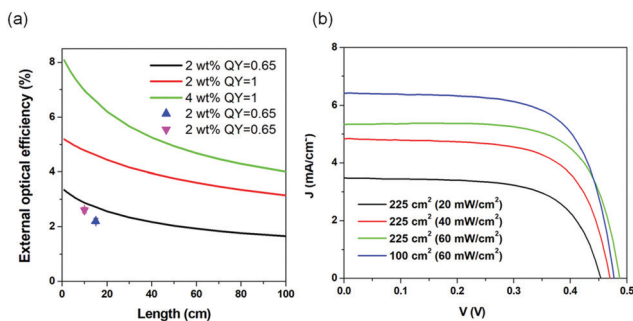 (a)
(b)
External optical efficiency (%)
8
6
4
2
0
2 wt% QY=0.65
2 wt% QY=1
4 wt% QY=1
2 wt% QY=0.65
2 wt% QY=0.65
0 20 40 60 80 100
Length (cm)
J (mA/cm⁻)
8
6
4
2
0
225 cm² (20 mW/cm²)
225 cm² (40 mW/cm²)
225 cm² (60 mW/cm²)
100 cm² (60 mW/cm²)
0.0 0.1 0.2 0.3 0.4 0.5
V (V)